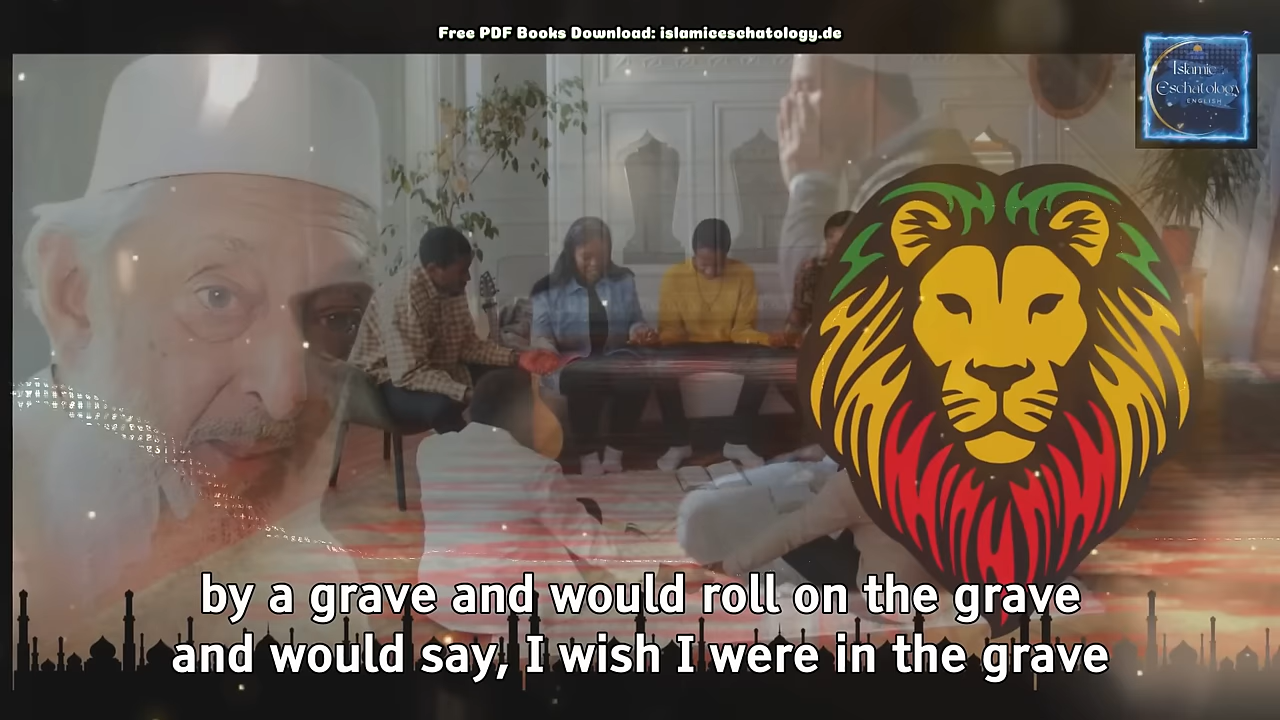 Free PDF Books Download: islamiceschatology.de
Islamic
Eschatology
ENGLISH
by a grave and would roll on the grave
and would say, I wish I were in the grave